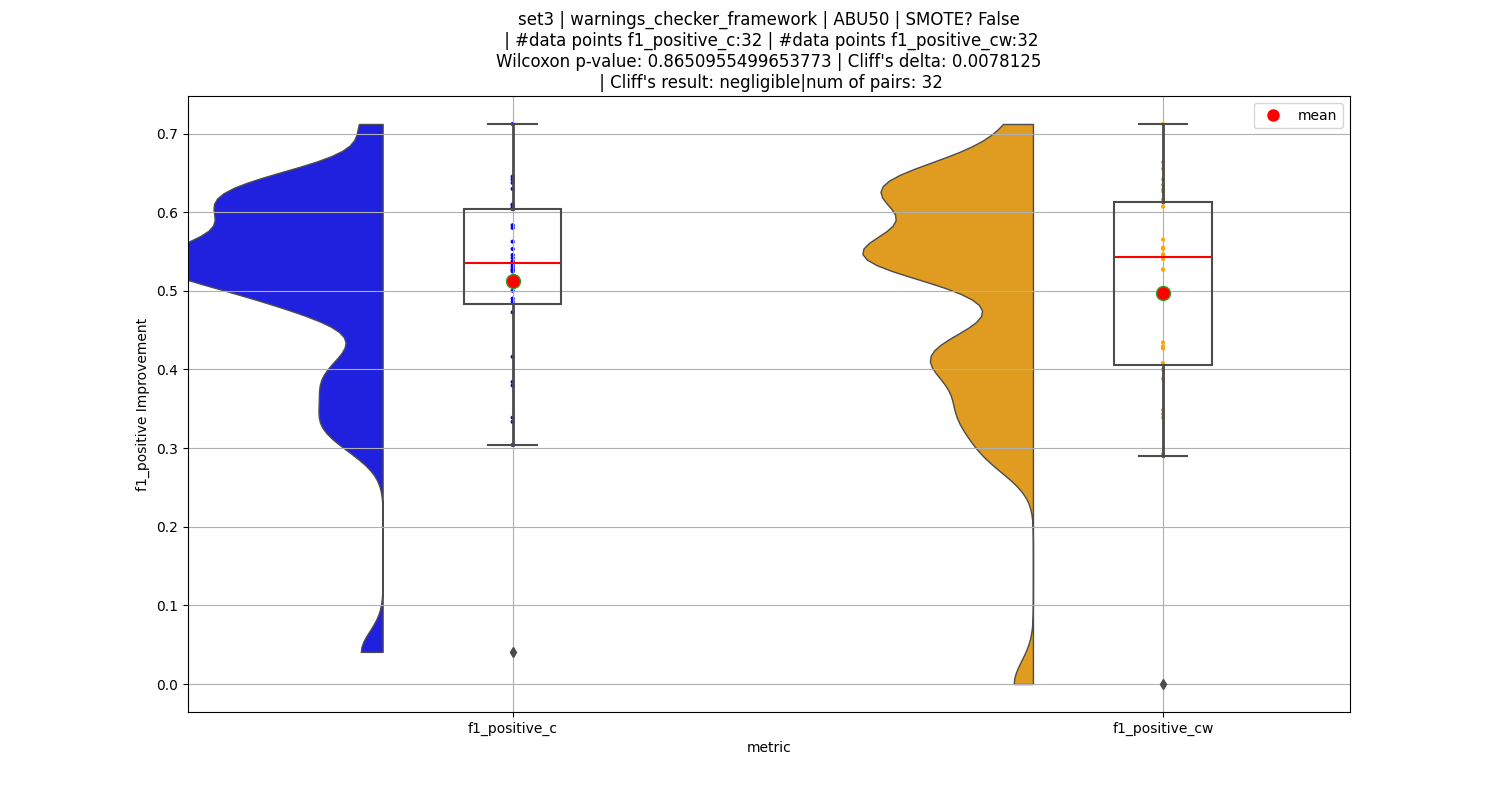 set3 | warnings_checker_framework | ABU50 | SMOTE? False
| #data points f1_positive_c:32 | #data points f1_positive_cw:32
Wilcoxon p-value: 0.8650955499653773 | Cliff's delta: 0.0078125
| Cliff's result: negligible|num of pairs: 32
mean
0.7
0.6
0.5
0.4
0.3
0.2
0.1
0.0
f1_positive Improvement
f1_positive_c
f1_positive_cw
metric